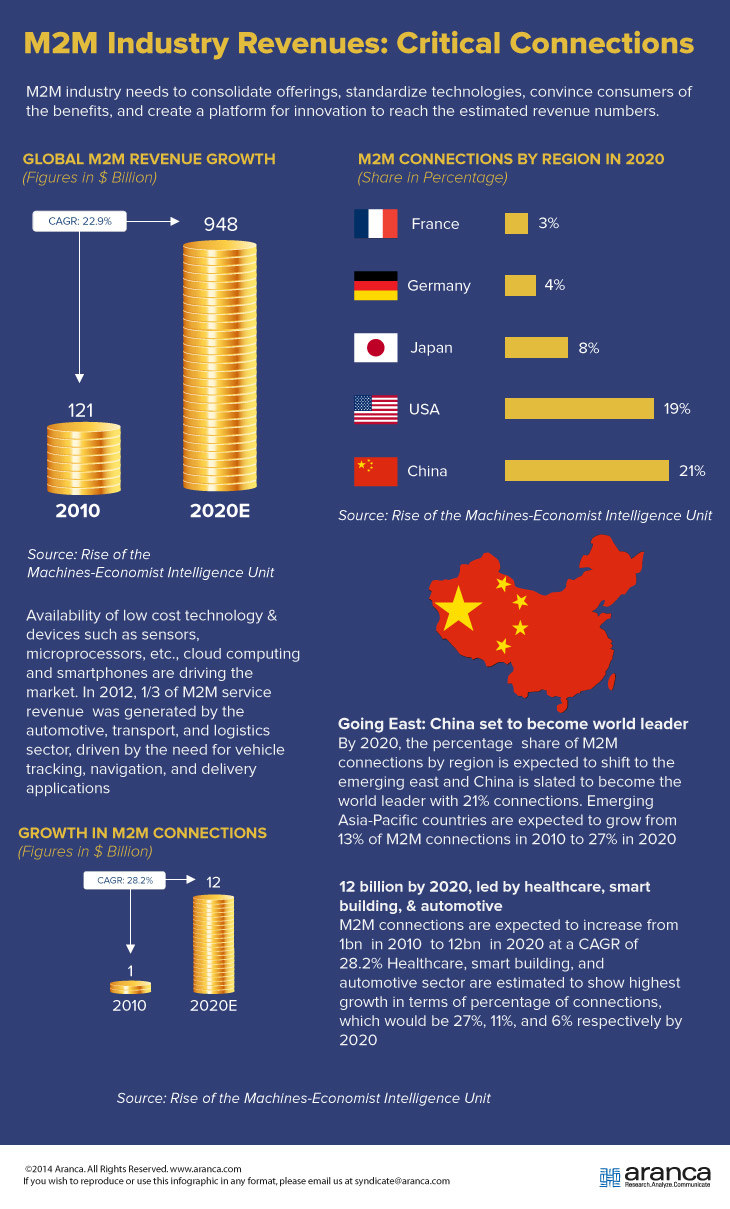 M2M Industry Revenues: Critical Connections
M2M industry needs to consolidate offerings, standardize technologies, convince consumers of
the benefits, and create a platform for innovation to reach the estimated revenue numbers.
GLOBAL M2M REVENUE GROWTH
(Figures in $ Billion)
CAGR: 22.9%
948
121
2010
2020E
Source: Rise of the
Machines-Economist Intelligence Unit
Availability of low cost technology &
devices such as sensors,
microprocessors, etc., cloud computing
and smartphones are driving the
market. In 2012, 1/3 of M2M service
revenue was generated by the
automotive, transport, and logistics
sector, driven by the need for vehicle
tracking, navigation, and delivery
applications
GROWTH IN M2M CONNECTIONS
(Figures in $ Billion)
CAGR: 28.2%
12
1
2010
2020E
M2M CONNECTIONS BY REGION IN 2020
(Share in Percentage)
France
3%
Germany
4%
Japan
8%
USA
19%
China
21%
Source: Rise of the Machines-Economist Intelligence Unit
Going East: China set to become world leader
By 2020, the percentage share of M2M
connections by region is expected to shift to the
emerging east and China is slated to become the
world leader with 21% connections. Emerging
Asia-Pacific countries are expected to grow from
13% of M2M connections in 2010 to 27% in 2020
12 billion by 2020, led by healthcare, smart
building, & automotive
M2M connections are expected to increase from
1bn in 2010 to 12bn in 2020 at a CAGR of
28.2% Healthcare, smart building, and
automotive sector are estimated to show highest
growth in terms of percentage of connections,
which would be 27%, 11%, and 6% respectively by
2020
Source: Rise of the Machines-Economist Intelligence Unit
©2014 Aranca. All Rights Reserved. www.aranca.com
If you wish to reproduce or use this infographic in any format, please email us at syndicate@aranca.com
aranca
Research.Analyze.Communicate